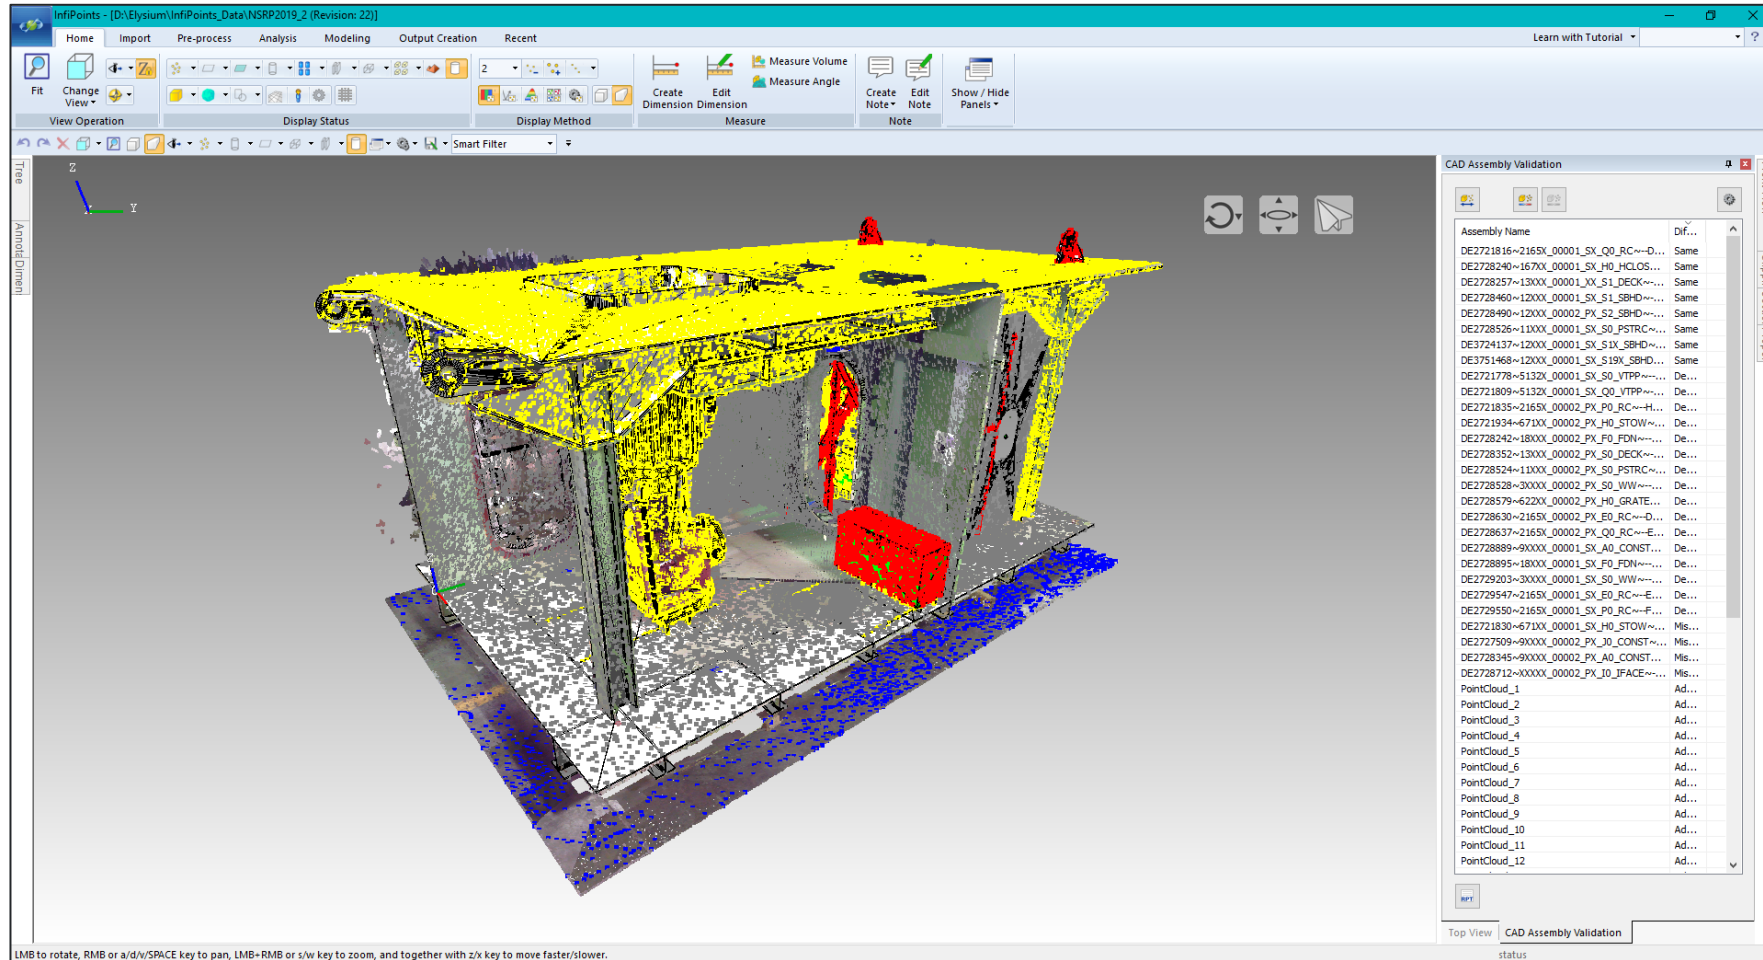 InfiPoints - [D:\Elysium\InfiPoints_Data\NSRP2019_2 (Revision: 22)]
Home Import Pre-process Analysis Modeling Output Creation Recent Learn with Tutorial
Fit Change View
View Operation
Display Status
2
Display Method
Create Dimension Edit Dimension Measure Volume
Measure Angle
Measure
Create Note Edit Note
Note
Show / Hide Panels
Smart Filter
Tree
Annota
Dimen
Z
Y
CAD Assembly Validation
Assembly Name Dif...
DE2721816~2165X_00001_SX_Q0_RC~--D... Same
DE2728240~167XX_00001_SX_H0_HCLOS... Same
DE2728257~13XXX_00001_XX_S1_DECK~-... Same
DE2728460~12XXX_00001_SX_S1_SBHD~-... Same
DE2728490~12XXX_00002_PX_S2_SBHD~-... Same
DE2728526~11XXX_00001_SX_S0_PSTRC~... Same
DE3724137~12XXX_00001_SX_S1X_SBHD~... Same
DE3751468~12XXX_00001_SX_S19X_SBHD... Same
DE2721778~5132X_00001_SX_S0_VTPP~--... De...
DE2721809~5132X_00001_SX_Q0_VTPP~--... De...
DE2721835~2165X_00002_PX_P0_RC~--H... De...
DE2721934~671XX_00002_PX_H0_STOW~... De...
DE2728242~18XXX_00002_PX_F0_FDN~--... De...
DE2728352~13XXX_00002_PX_S0_DECK~-... De...
DE2728524~11XXX_00002_PX_S0_PSTRC~... De...
DE2728528~3XXXX_00002_PX_S0_WW~--... De...
DE2728579~622XX_00002_PX_H0_GRATE... De...
DE2728630~2165X_00002_PX_E0_RC~--D... De...
DE2728637~2165X_00002_PX_Q0_RC~--E... De...
DE2728889~9XXXX_00001_SX_A0_CONST... De...
DE2728895~18XXX_00001_SX_F0_FDN~--... De...
DE2729203~3XXXX_00001_SX_S0_WW~--... De...
DE2729547~2165X_00001_SX_E0_RC~--E... De...
DE2729550~2165X_00001_SX_P0_RC~--F... De...
DE2721830~671XX_00001_SX_H0_STOW~... Mis...
DE2727509~9XXXX_00002_PX_J0_CONST... Mis...
DE2728345~9XXXX_00002_PX_A0_CONST... Mis...
DE2728712~XXXXX_00002_PX_I0_IFACE~-... Mis...
PointCloud_1 Ad...
PointCloud_2 Ad...
PointCloud_3 Ad...
PointCloud_4 Ad...
PointCloud_5 Ad...
PointCloud_6 Ad...
PointCloud_7 Ad...
PointCloud_8 Ad...
PointCloud_9 Ad...
PointCloud_10 Ad...
PointCloud_11 Ad...
PointCloud_12 Ad...
RPT
Top View CAD Assembly Validation
LMB to rotate, RMB or a/d/v/SPACE key to pan, LMB+RMB or s/w key to zoom, and together with z/x key to move faster/slower.
status